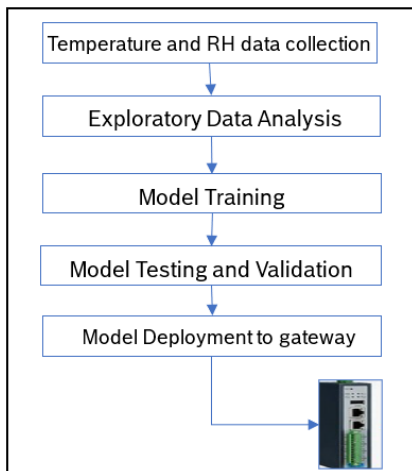 Temperature and RH data collection
Exploratory Data Analysis
Model Training
Model Testing and Validation
Model Deployment to gateway